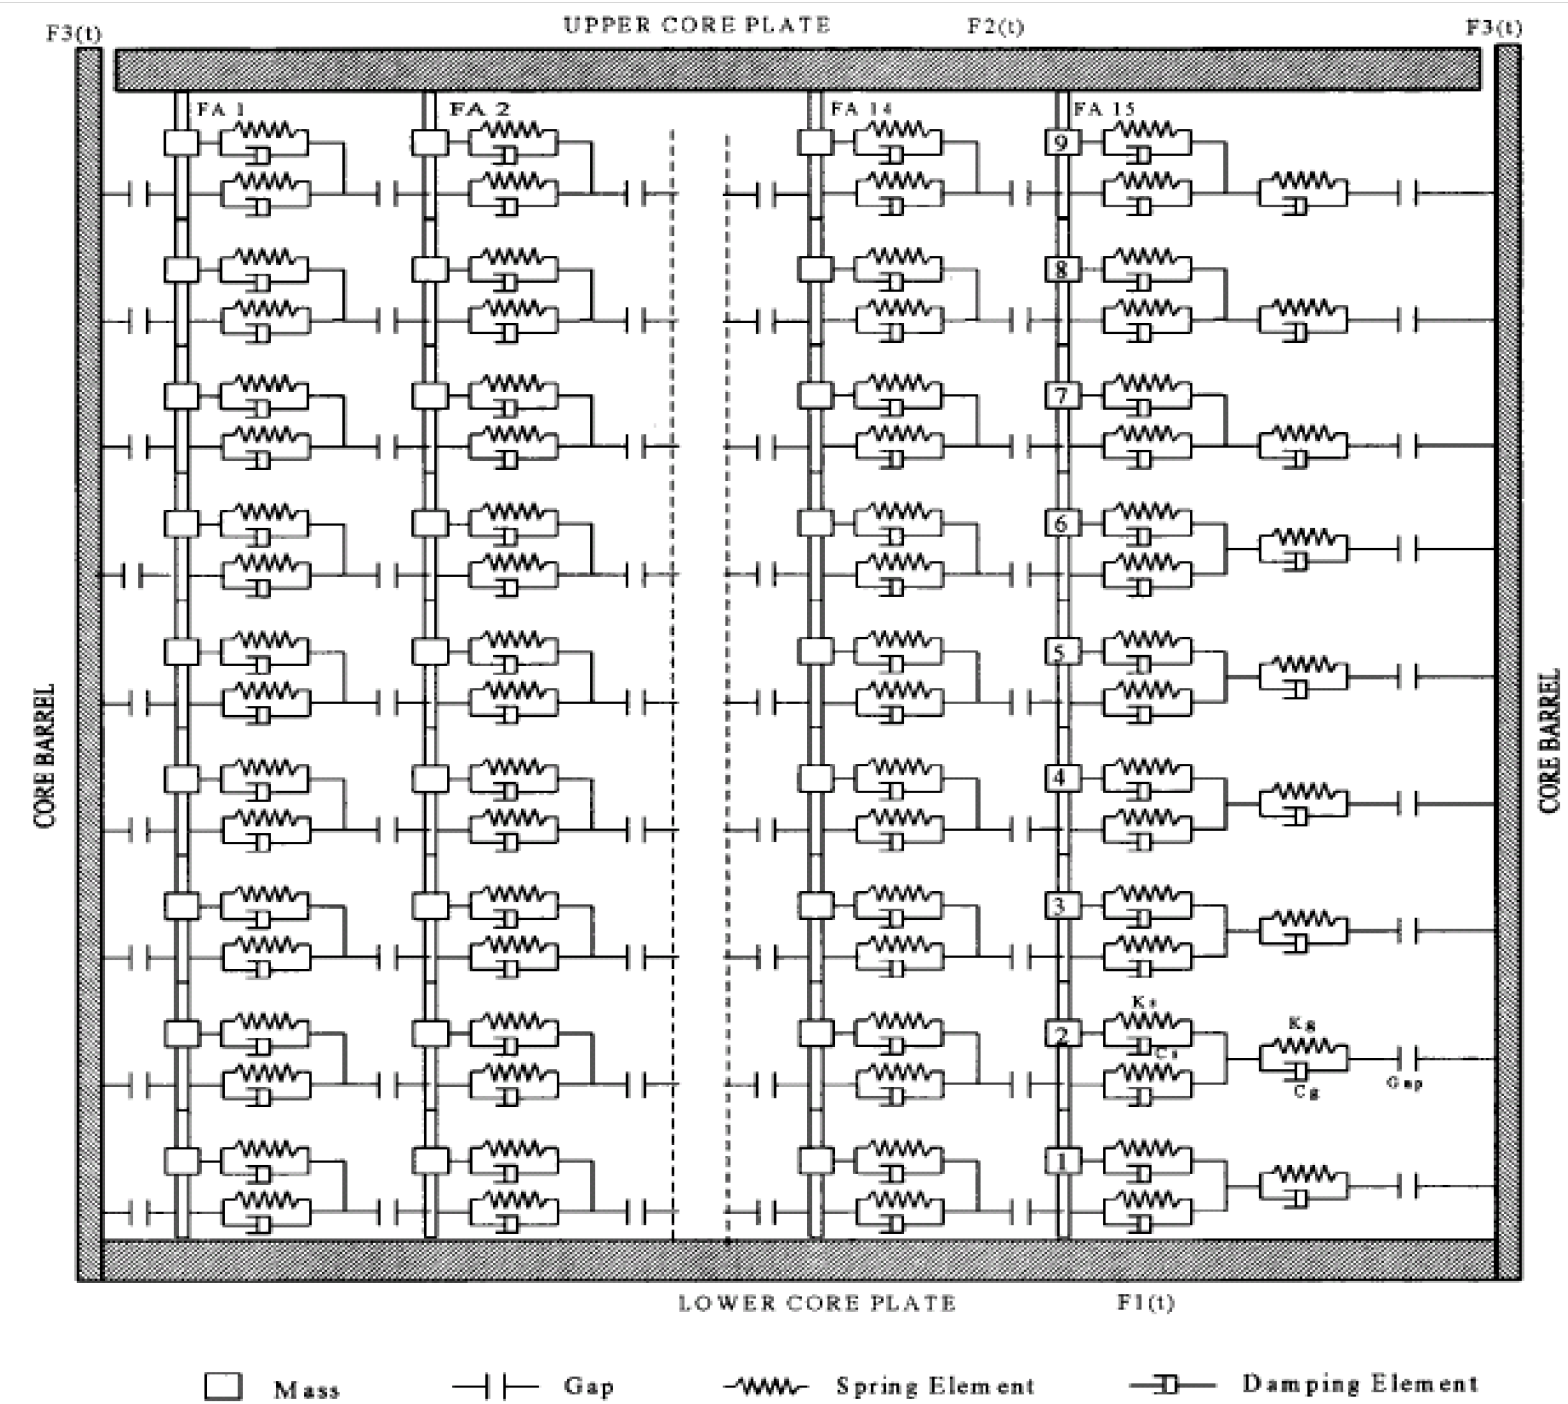 UPPER CORE PLATE F2(t)
F3(t) F3(t)
FA 1 FA 2 FA 14 FA 15
9
8
7
6
5
4
3
Ks
2
Cs
Kg
Cg
Gap
1
CORE BARREL
CORE BARREL
LOWER CORE PLATE F1(t)
Mass Gap Spring Element Damping Element